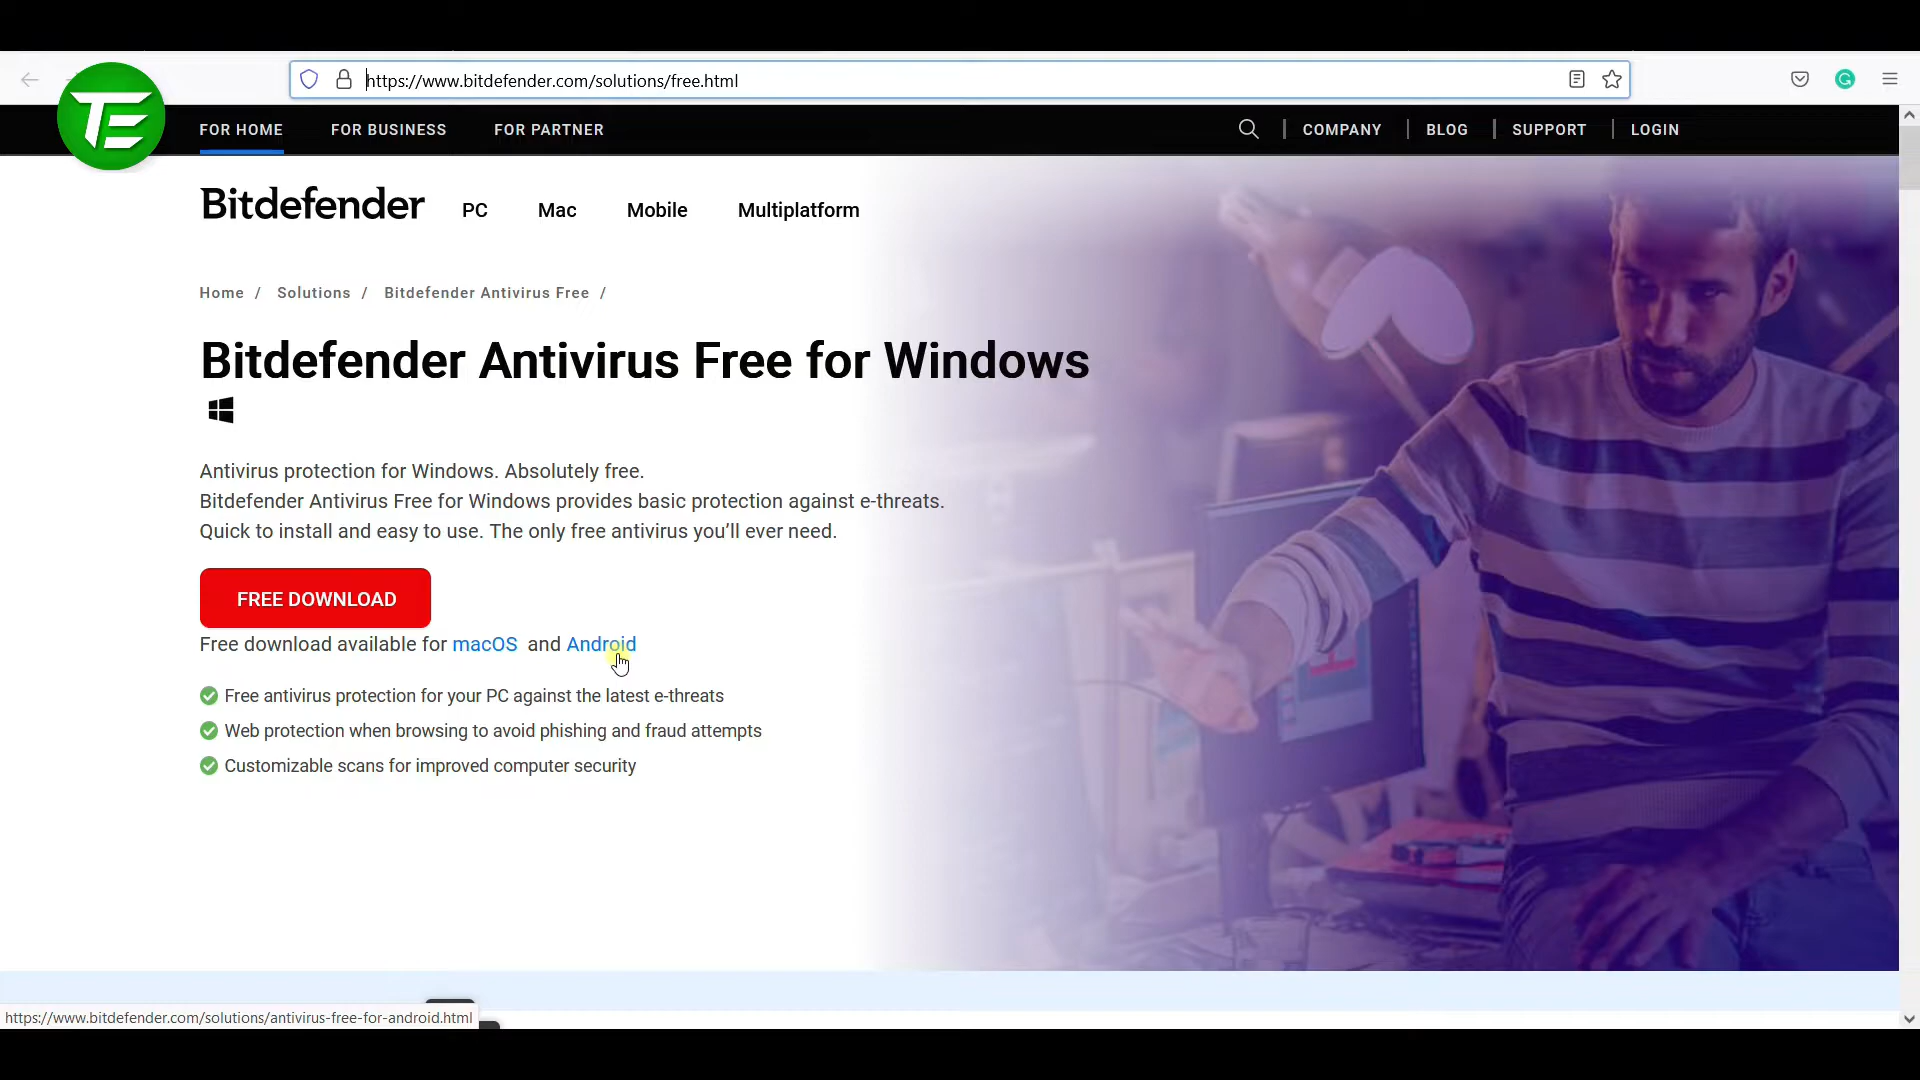 https://www.bitdefender.com/solutions/free.html
TE
FOR HOME
FOR BUSINESS
FOR PARTNER
COMPANY
BLOG
SUPPORT
LOGIN
Bitdefender
PC
Mac
Mobile
Multiplatform
Home / Solutions / Bitdefender Antivirus Free /
Bitdefender Antivirus Free for Windows
Antivirus protection for Windows. Absolutely free.
Bitdefender Antivirus Free for Windows provides basic protection against e-threats.
Quick to install and easy to use. The only free antivirus you’ll ever need.
FREE DOWNLOAD
Free download available for macOS and Android
Free antivirus protection for your PC against the latest e-threats
Web protection when browsing to avoid phishing and fraud attempts
Customizable scans for improved computer security
https://www.bitdefender.com/solutions/antivirus-free-for-android.html